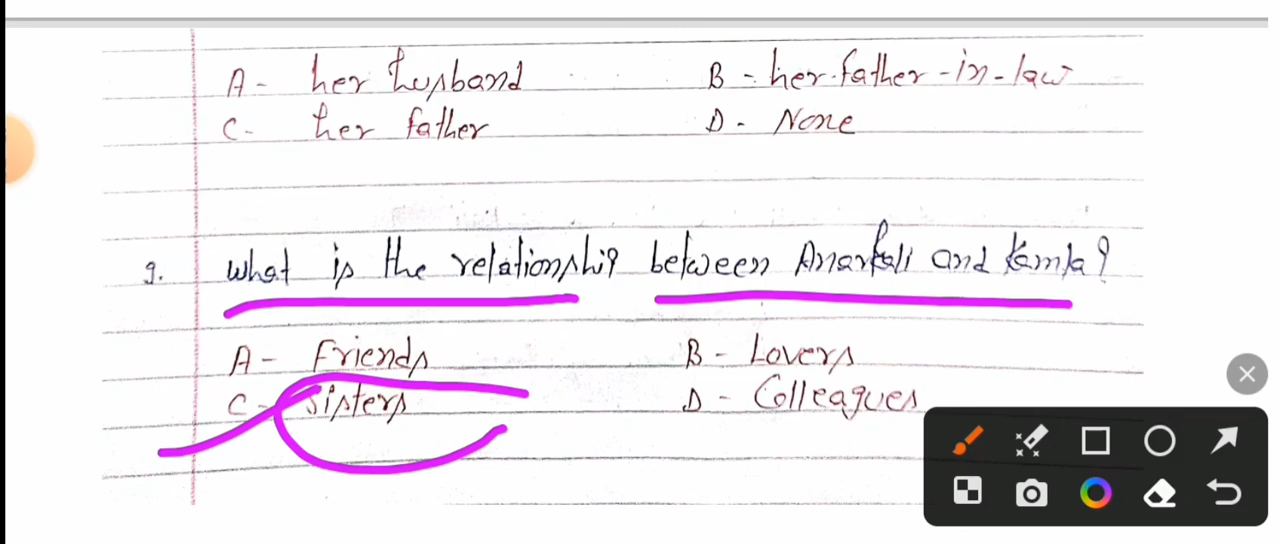 A - her husband B - her father-in-law
C - her father D - None
9. What is the relationship between Anarkali and Kamla?
A - Friends B - Lovers
C - Sisters D - Colleagues